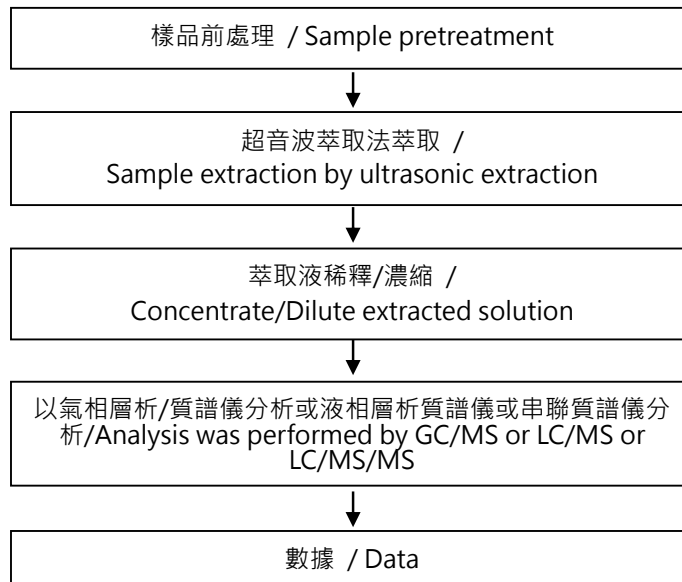 樣品前處理 / Sample pretreatment
超音波萃取法萃取 /
Sample extraction by ultrasonic extraction
萃取液稀釋/濃縮 /
Concentrate/Dilute extracted solution
以氣相層析/質譜儀分析或液相層析質譜儀或串聯質譜儀分
析/Analysis was performed by GC/MS or LC/MS or
LC/MS/MS
數據 / Data